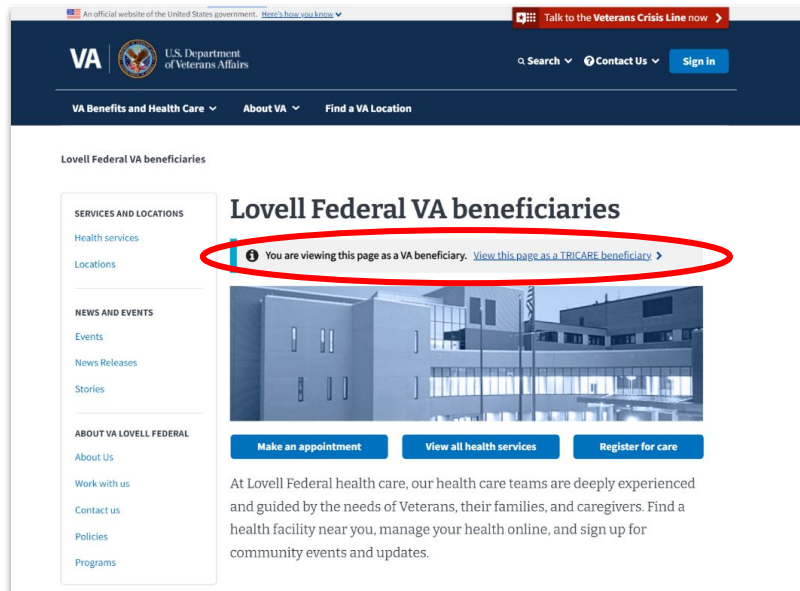 An official website of the United States government. Here's how you know
Talk to the Veterans Crisis Line now
VA
U.S. Department
of Veterans Affairs
Search
Contact Us
Sign in
VA Benefits and Health Care
About VA
Find a VA Location
Lovell Federal VA beneficiaries
SERVICES AND LOCATIONS
Health services
Locations
NEWS AND EVENTS
Events
News Releases
Stories
ABOUT VA LOVELL FEDERAL
About Us
Work with us
Contact us
Policies
Programs
Lovell Federal VA beneficiaries
You are viewing this page as a VA beneficiary. View this page as a TRICARE beneficiary
Make an appointment
View all health services
Register for care
At Lovell Federal health care, our health care teams are deeply experienced
and guided by the needs of Veterans, their families, and caregivers. Find a
health facility near you, manage your health online, and sign up for
community events and updates.